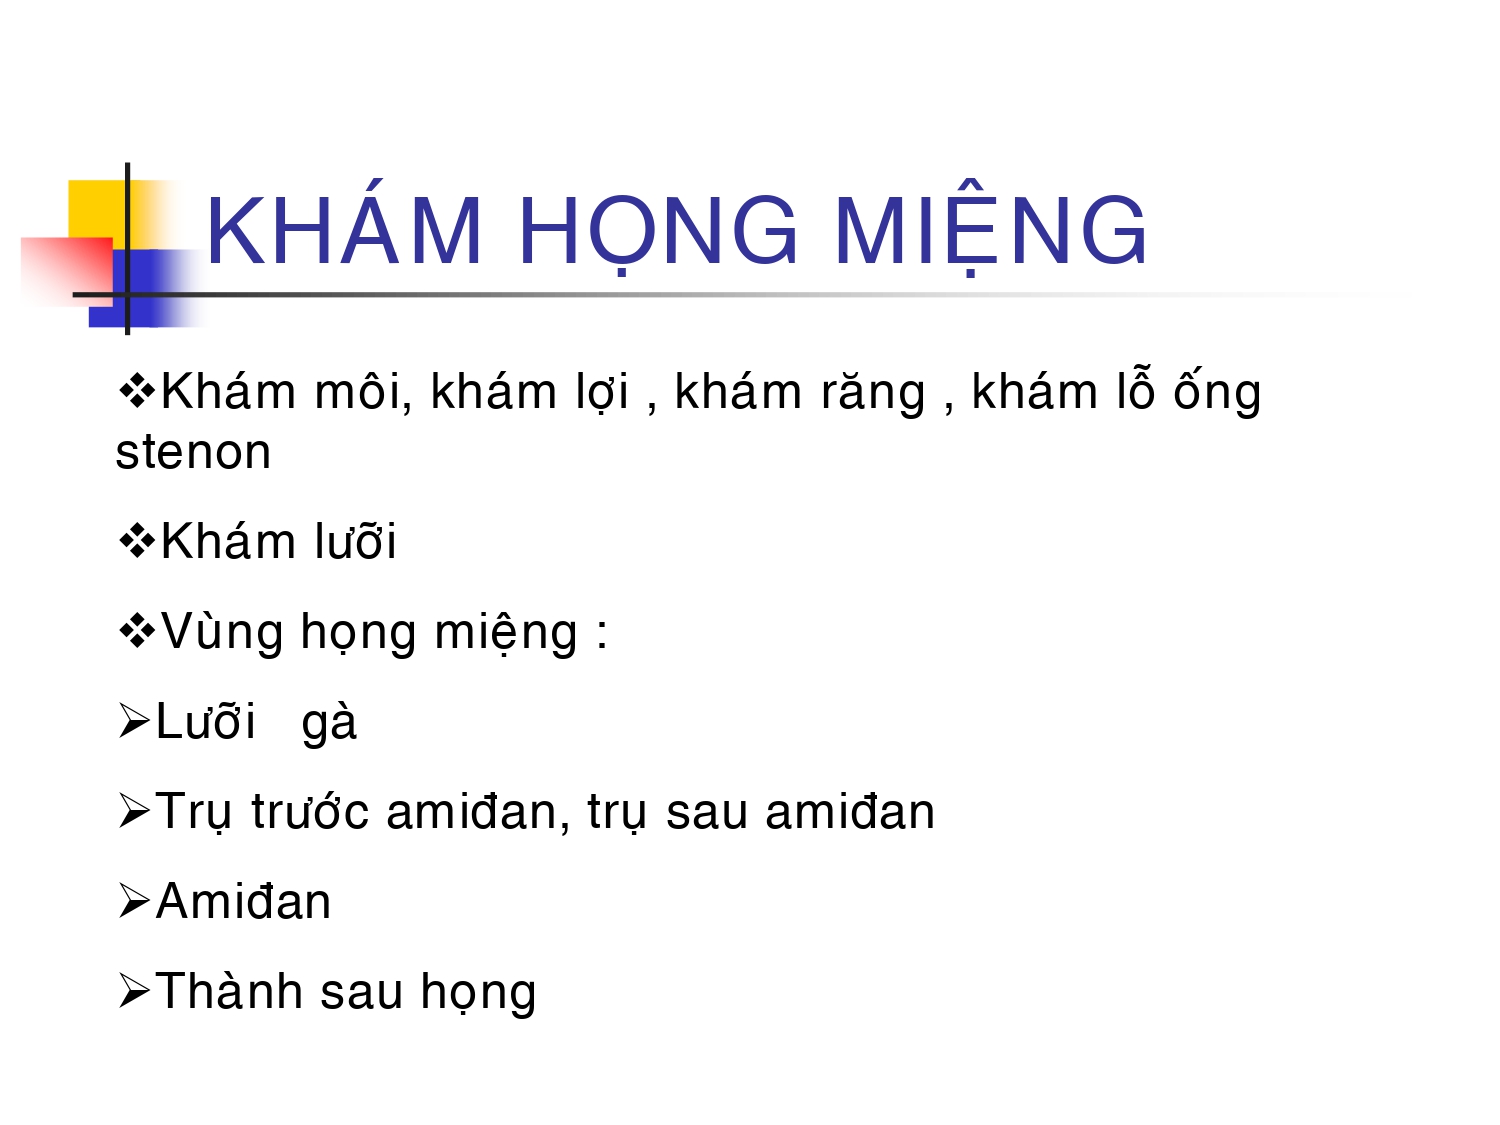 KHÁM HỌNG MIỆNG
❖Khám môi, khám lợi , khám răng , khám lỗ ống
stenon
❖Khám lưỡi
❖Vùng họng miệng :
➢Lưỡi   gà
➢Trụ trước amiđan, trụ sau amiđan
➢Amiđan
➢Thành sau họng